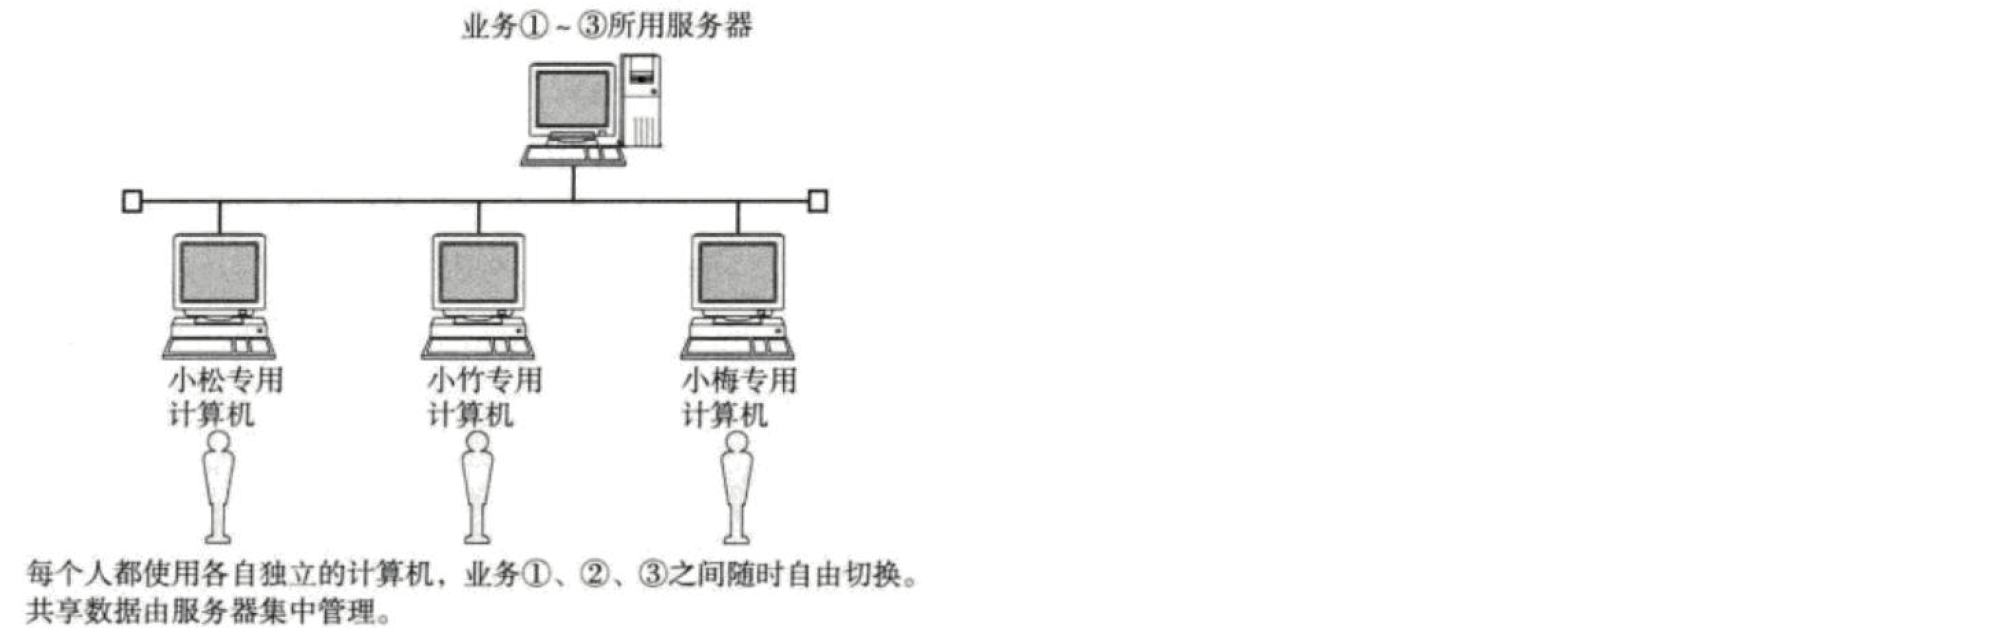 业务①~③所用服务器
小松专用
计算机
小竹专用
计算机
小梅专用
计算机
每个人都使用各自独立的计算机，业务①、②、③之间随时自由切换。
共享数据由服务器集中管理。